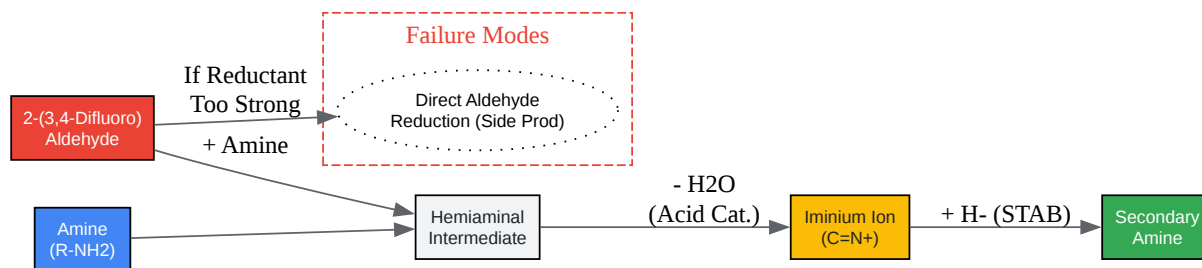 Failure Modes
If Reductant
Too Strong
Direct Aldehyde
Reduction (Side Prod)
2-(3,4-Difluoro)
Aldehyde
+ Amine
Amine
(R-NH2)
Hemiaminal
Intermediate
- H2O
(Acid Cat.)
Iminium Ion
(C=N+)
+ H- (STAB)
Secondary
Amine